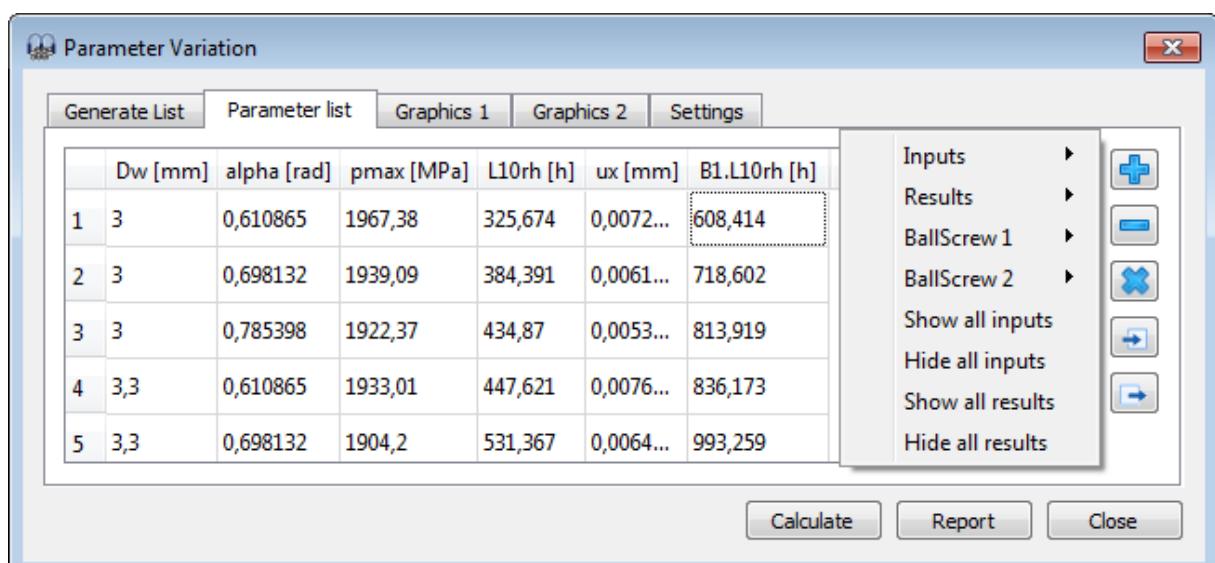 Parameter Variation
Generate List Parameter list Graphics 1 Graphics 2 Settings
Dw [mm] alpha [rad] pmax [MPa] L10rh [h] ux [mm] B1.L10rh [h]
1 3 0,610865 1967,38 325,674 0,0072... 608,414
2 3 0,698132 1939,09 384,391 0,0061... 718,602
3 3 0,785398 1922,37 434,87 0,0053... 813,919
4 3,3 0,610865 1933,01 447,621 0,0076... 836,173
5 3,3 0,698132 1904,2 531,367 0,0064... 993,259
Inputs
Results
BallScrew 1
BallScrew 2
Show all inputs
Hide all inputs
Show all results
Hide all results
Calculate Report Close